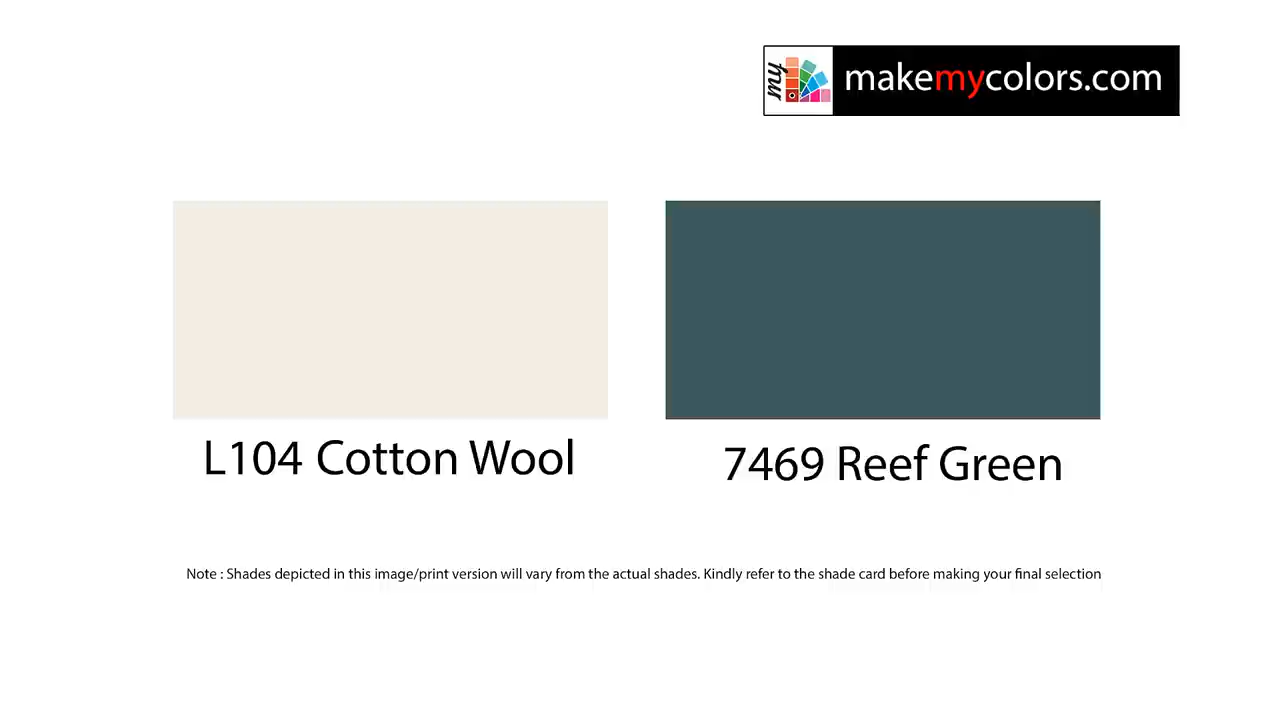 my makemycolors.com
L104 Cotton Wool
7469 Reef Green
Note : Shades depicted in this image/print version will vary from the actual shades. Kindly refer to the shade card before making your final selection